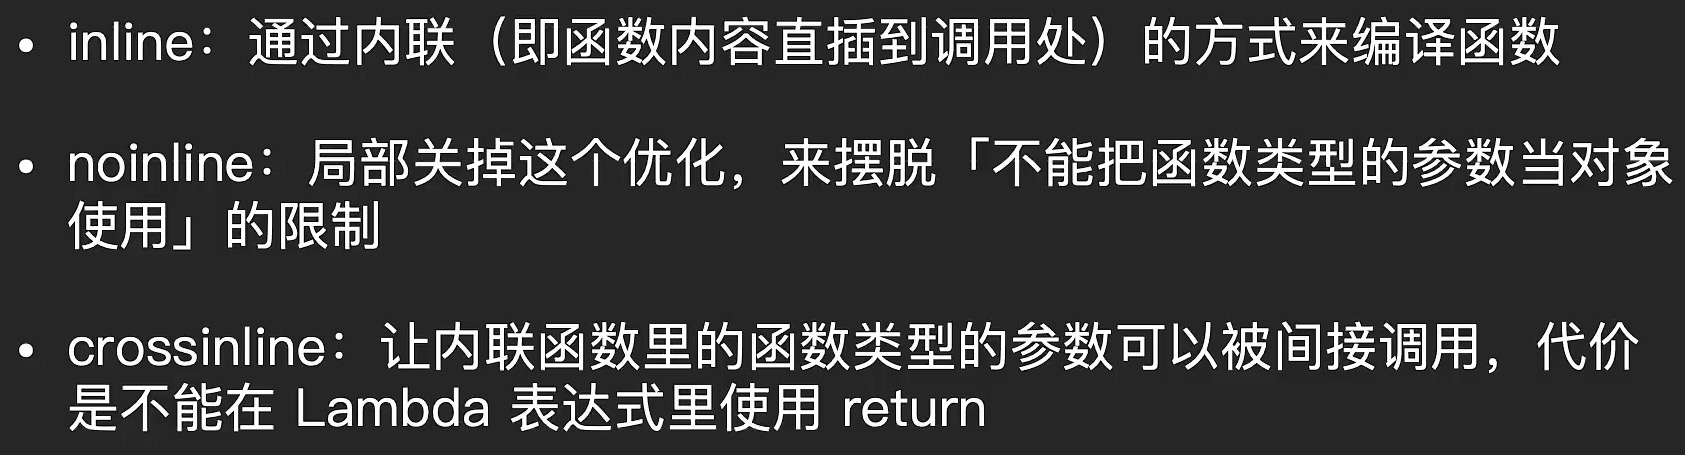 • inline：通过内联（即函数内容直插到调用处）的方式来编译函数
• noinline：局部关掉这个优化，来摆脱「不能把函数类型的参数当对象
使用」的限制
• crossinline：让内联函数里的函数类型的参数可以被间接调用，代价
是不能在 Lambda 表达式里使用 return